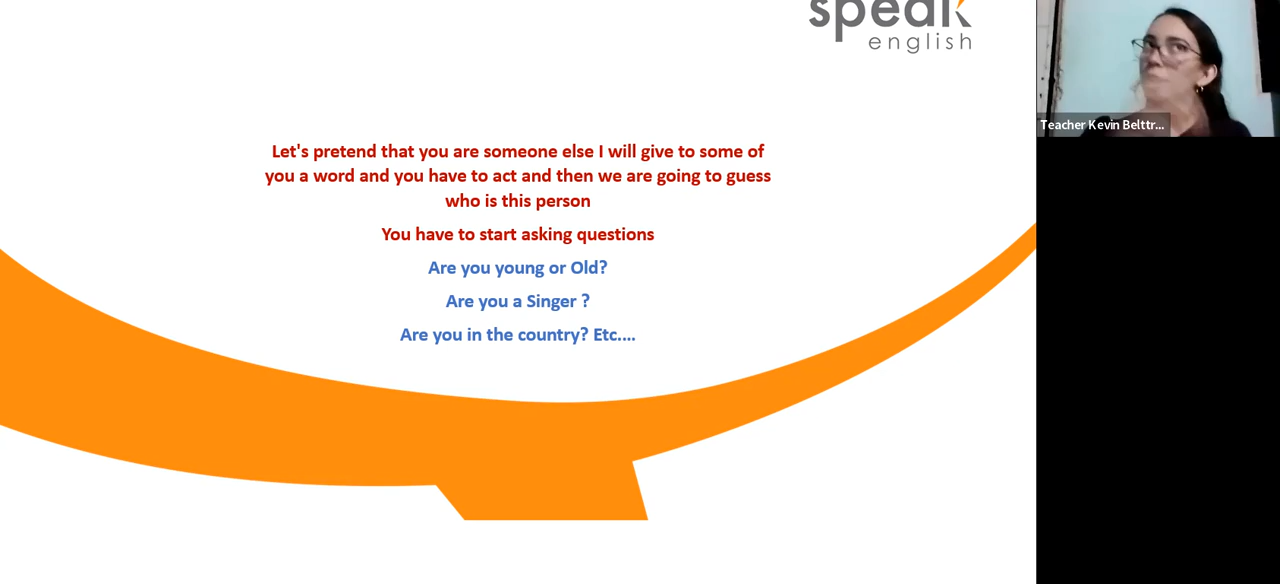 speak
english
Teacher Kevin Belttr...
Let's pretend that you are someone else I will give to some of
you a word and you have to act and then we are going to guess
who is this person
You have to start asking questions
Are you young or Old?
Are you a Singer ?
Are you in the country? Etc....